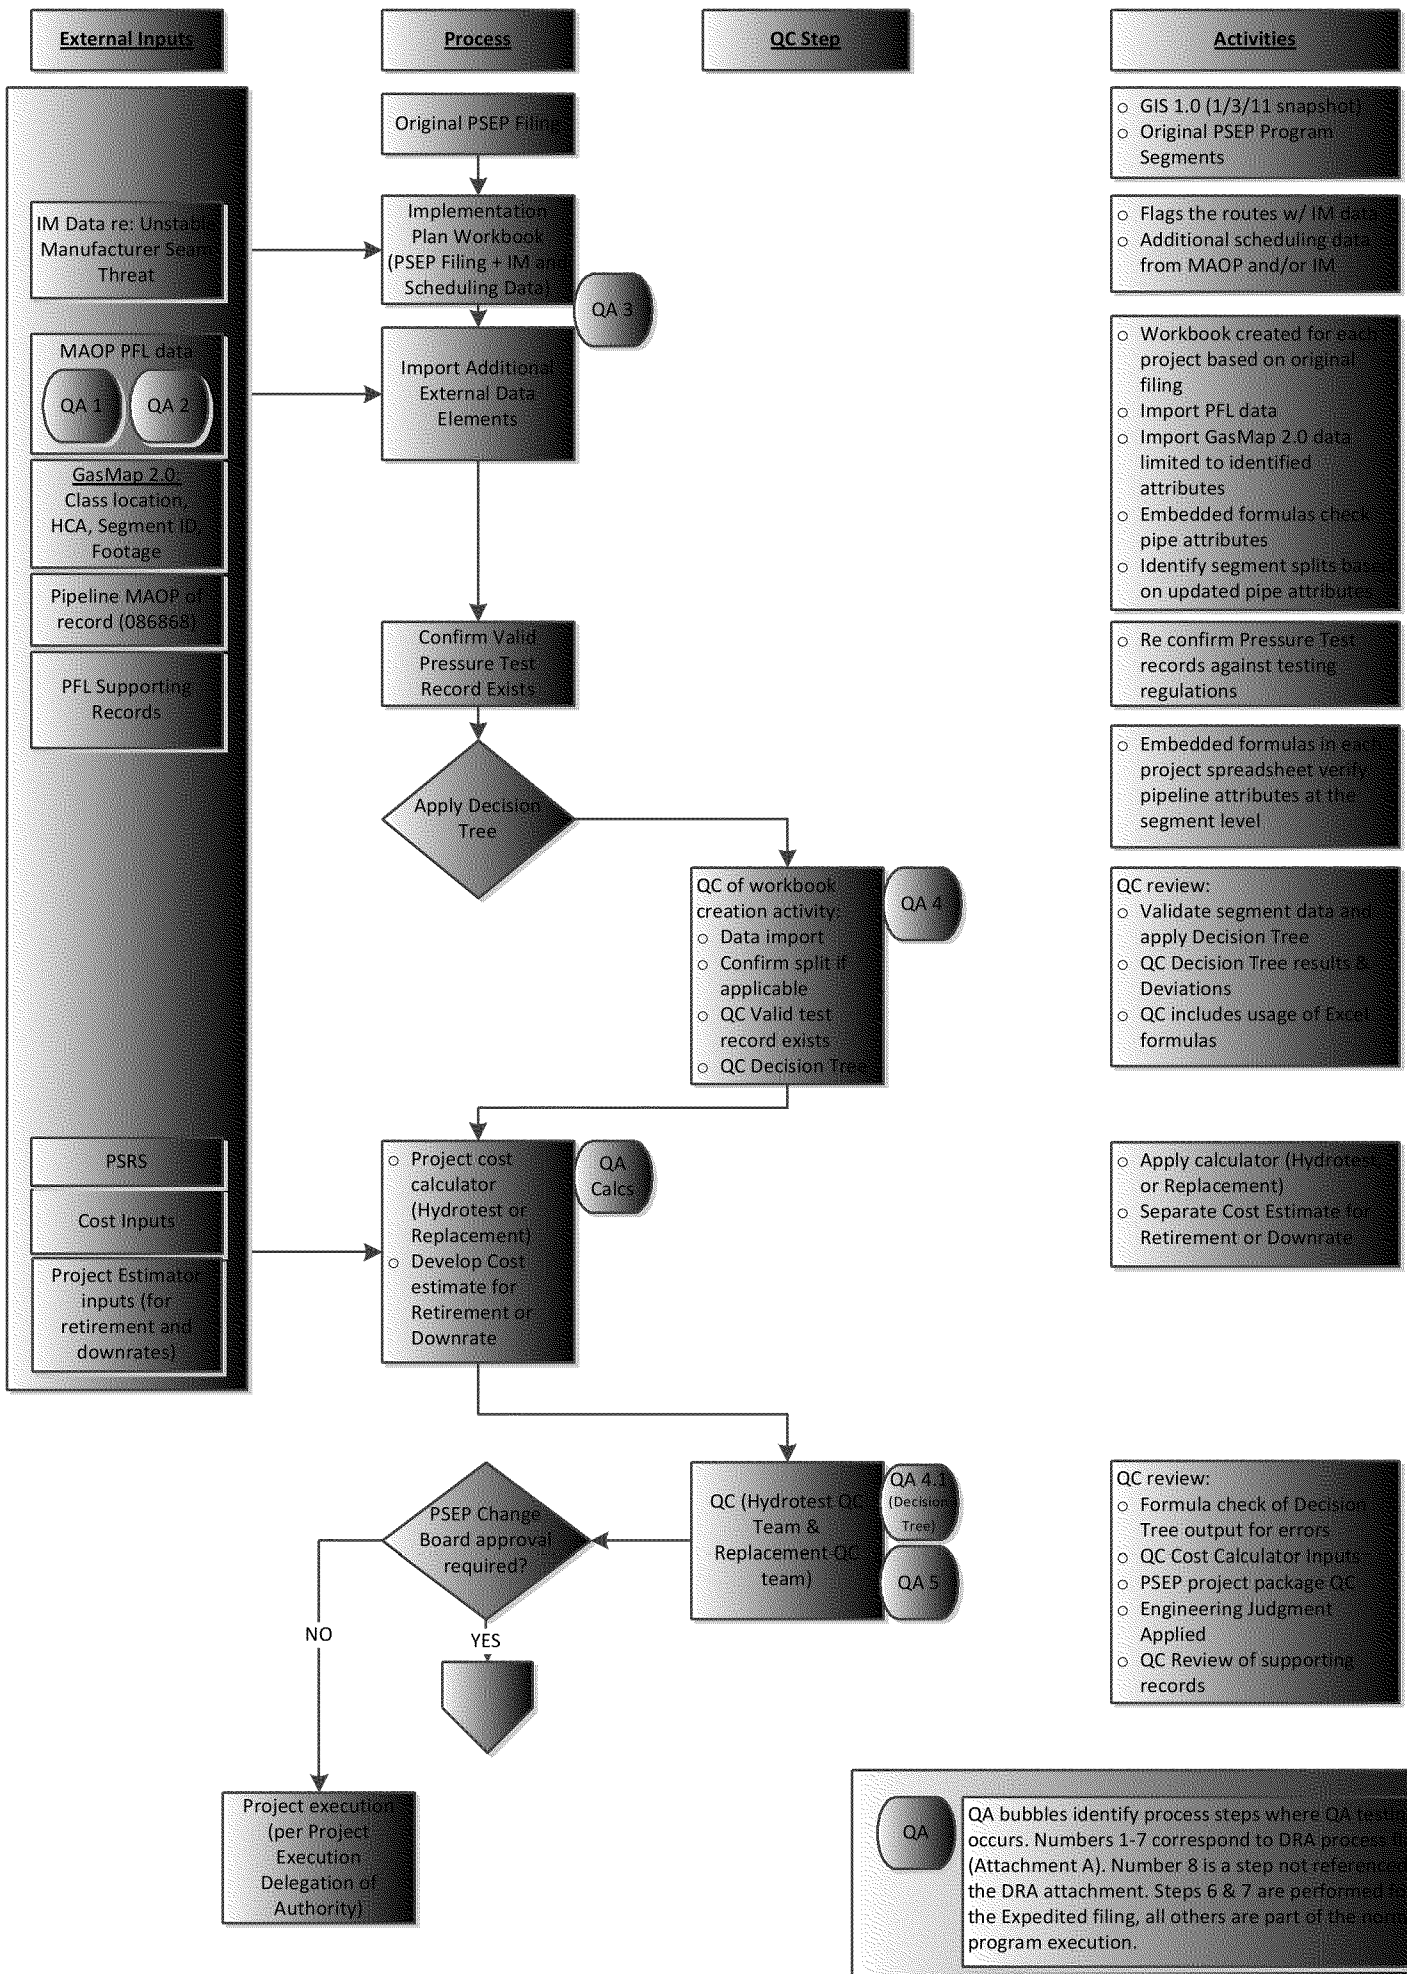 External Inputs
Process
QC Step
Activities
Original PSEP Filing
○ GIS 1.0 (1/3/11 snapshot)
○ Original PSEP Program
Segments
IM Data re: Unstable
Manufacturer Seam
Threat
Implementation
Plan Workbook
(PSEP Filing + IM and
Scheduling Data)
QA 3
○ Flags the routes w/ IM data
○ Additional scheduling data
from MAOP and/or IM
MAOP PFL data
QA 1
QA 2
Import Additional
External Data
Elements
○ Workbook created for each
project based on original
filing
○ Import PFL data
○ Import GasMap 2.0 data
limited to identified
attributes
○ Embedded formulas check
pipe attributes
○ Identify segment splits based
on updated pipe attributes
GasMap 2.0:
Class location,
HCA, Segment ID,
Footage
Pipeline MAOP of
record (086868)
PFL Supporting
Records
Confirm Valid
Pressure Test
Record Exists
○ Re confirm Pressure Test
records against testing
regulations
Apply Decision
Tree
○ Embedded formulas in each
project spreadsheet verify
pipeline attributes at the
segment level
QC of workbook
creation activity:
○ Data import
○ Confirm split if
applicable
○ QC Valid test
record exists
○ QC Decision Tree
QA 4
QC review:
○ Validate segment data and
apply Decision Tree
○ QC Decision Tree results &
Deviations
○ QC includes usage of Excel
formulas
PSRS
Cost Inputs
Project Estimator
inputs (for
retirement and
downrates)
○ Project cost
calculator
(Hydrotest or
Replacement)
○ Develop Cost
estimate for
Retirement or
Downrate
QA
Calcs
○ Apply calculator (Hydrotest
or Replacement)
○ Separate Cost Estimate for
Retirement or Downrate
PSEP Change
Board approval
required?
QC (Hydrotest QC
Team &
Replacement QC
team)
QA 4.1
(Decision
Tree)
QA 5
QC review:
○ Formula check of Decision
Tree output for errors
○ QC Cost Calculator Inputs
○ PSEP project package QC
○ Engineering Judgment
Applied
○ QC Review of supporting
records
NO
YES
Project execution
(per Project
Execution
Delegation of
Authority)
QA
QA bubbles identify process steps where QA
occurs. Numbers 1-7 correspond to DRA process
(Attachment A). Number 8 is a step not referenced
the DRA attachment. Steps 6 & 7 are performed
the Expedited filing, all others are part of the
program execution.